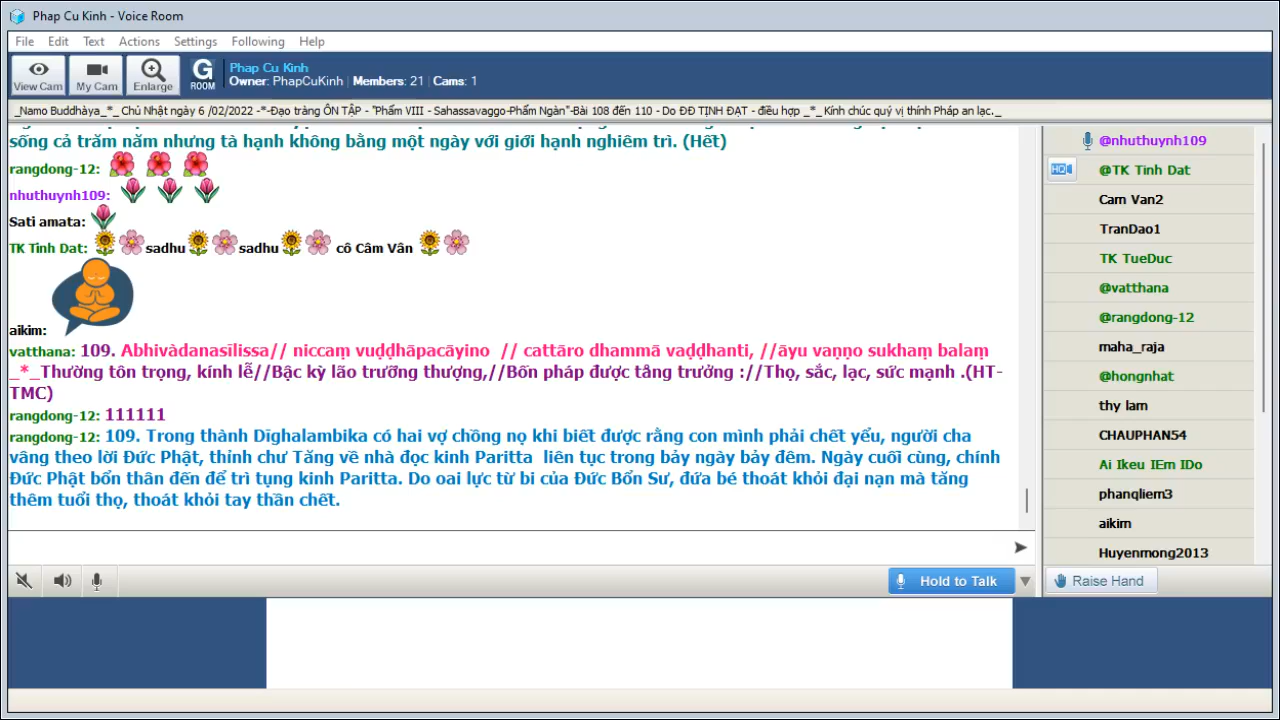 Phap Cu Kinh - Voice Room
File Edit Text Actions Settings Following Help
View Cam My Cam Enlarge G ROOM
Phap Cu Kinh
Owner: PhapCuKinh Members: 21 Cams: 1
_Namo Buddhàya_*_ Chủ Nhật ngày 6 /02/2022 -*-Đạo tràng ÔN TẬP - "Phẩm VIII - Sahassavaggo-Phẩm Ngàn"-Bài 108 đến 110 - Do ĐĐ TỊNH ĐẠT - điều hợp _*_ Kính chúc quý vị thính Pháp an lạc._
sống cả trăm năm nhưng tà hạnh không bằng một ngày với giới hạnh nghiêm trì. (Hết)
rangdong-12:
nhuthuynh109:
Sati amata:
TK Tinh Dat: sadhu sadhu cô Câm Vân
aikim:
vatthana: 109. Abhivàdanasīlissa// niccaṃ vuḍḍhāpacāyino // cattāro dhammā vaḍḍhanti, //āyu vaṇṇo sukhaṃ balaṃ
_*_Thường tôn trọng, kính lễ//Bậc kỳ lão trưỡng thượng,//Bốn pháp được tăng trưởng ://Thọ, sắc, lạc, sức mạnh .(HT-
TMC)
rangdong-12: 111111
rangdong-12: 109. Trong thành Dīghalambika có hai vợ chồng nọ khi biết được rằng con mình phải chết yểu, người cha
vâng theo lời Đức Phật, thỉnh chư Tăng về nhà đọc kinh Paritta liên tục trong bảy ngày bảy đêm. Ngày cuối cùng, chính
Đức Phật bổn thân đến để trì tụng kinh Paritta. Do oai lực từ bi của Đức Bổn Sư, đứa bé thoát khỏi đại nạn mà tăng
thêm tuổi thọ, thoát khỏi tay thần chết.
Hold to Talk
@nhuthuynh109
HQ
@TK Tinh Dat
Cam Van2
TranDao1
TK TueDuc
@vatthana
@rangdong-12
maha_raja
@hongnhat
thy lam
CHAUPHAN54
Ai Ikeu IEm IDo
phanqliem3
aikim
Huyenmong2013
Raise Hand